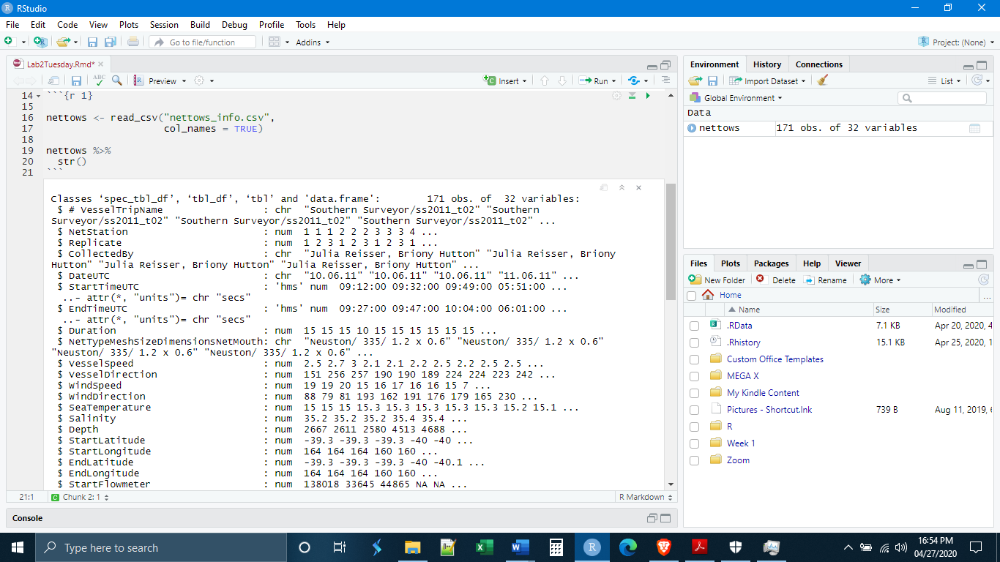 RStudio
File Edit Code View Plots Session Build Debug Profile Tools Help
Go to file/function Addins Project: (None)
Lab2Tuesday.Rmd*
ABC Preview Insert Run
14 ```{r 1}
15
16 nettows <- read_csv("nettows_info.csv",
17 col_names = TRUE)
18
19 nettows %>%
20 str()
21 ```
Classes ‘spec_tbl_df’, ‘tbl_df’, ‘tbl’ and 'data.frame': 171 obs. of 32 variables:
$ # VesselTripName : chr "Southern Surveyor/ss2011_t02" "Southern
Surveyor/ss2011_t02" "Southern Surveyor/ss2011_t02" "Southern Surveyor/ss2011_t02" ...
$ NetStation : num 1 1 1 2 2 2 3 3 3 4 ...
$ Replicate : num 1 2 3 1 2 3 1 2 3 1 ...
$ CollectedBy : chr "Julia Reisser, Briony Hutton" "Julia Reisser, Briony
Hutton" "Julia Reisser, Briony Hutton" "Julia Reisser, Briony Hutton" ...
$ DateUTC : chr "10.06.11" "10.06.11" "10.06.11" "11.06.11" ...
$ StartTimeUTC : 'hms' num 09:12:00 09:32:00 09:49:00 05:51:00 ...
..- attr(*, "units")= chr "secs"
$ EndTimeUTC : 'hms' num 09:27:00 09:47:00 10:04:00 06:01:00 ...
..- attr(*, "units")= chr "secs"
$ Duration : num 15 15 15 10 15 15 15 15 15 15 ...
$ NetTypeMeshSizeDimensionsNetMouth: chr "Neuston/ 335/ 1.2 x 0.6" "Neuston/ 335/ 1.2 x 0.6"
"Neuston/ 335/ 1.2 x 0.6" "Neuston/ 335/ 1.2 x 0.6" ...
$ VesselSpeed : num 2.5 2.7 3 2.1 2.1 2.2 2.5 2.2 2.5 2.5 ...
$ VesselDirection : num 151 256 257 190 190 189 224 224 223 242 ...
$ WindSpeed : num 19 19 20 15 16 17 16 16 15 7 ...
$ WindDirection : num 88 79 81 193 162 191 176 179 165 230 ...
$ SeaTemperature : num 15 15 15 15.3 15.3 15.3 15.3 15.3 15.2 15.1 ...
$ Salinity : num 35.2 35.2 35.2 35.4 35.4 ...
$ Depth : num 2667 2611 2580 4513 4688 ...
$ StartLatitude : num -39.3 -39.3 -39.3 -40 -40 ...
$ StartLongitude : num 164 164 164 160 160 ...
$ EndLatitude : num -39.3 -39.3 -39.3 -40 -40.1 ...
$ EndLongitude : num 164 164 164 160 160 ...
$ StartFlowmeter : num 138018 33645 44865 NA NA ...
21:1 Chunk 2: 1 R Markdown
Console
Environment History Connections
Import Dataset List
Global Environment
Data
nettows 171 obs. of 32 variables
Files Plots Packages Help Viewer
New Folder Delete Rename More
Home ...
Name Size Modified
.RData 7.1 KB Apr 20, 2020, 4
.Rhistory 15.1 KB Apr 25, 2020, 1
Custom Office Templates
MEGA X
My Kindle Content
Pictures - Shortcut.lnk 739 B Aug 11, 2019, 6
R
Week 1
Zoom
Type here to search
16:54 PM
04/27/2020